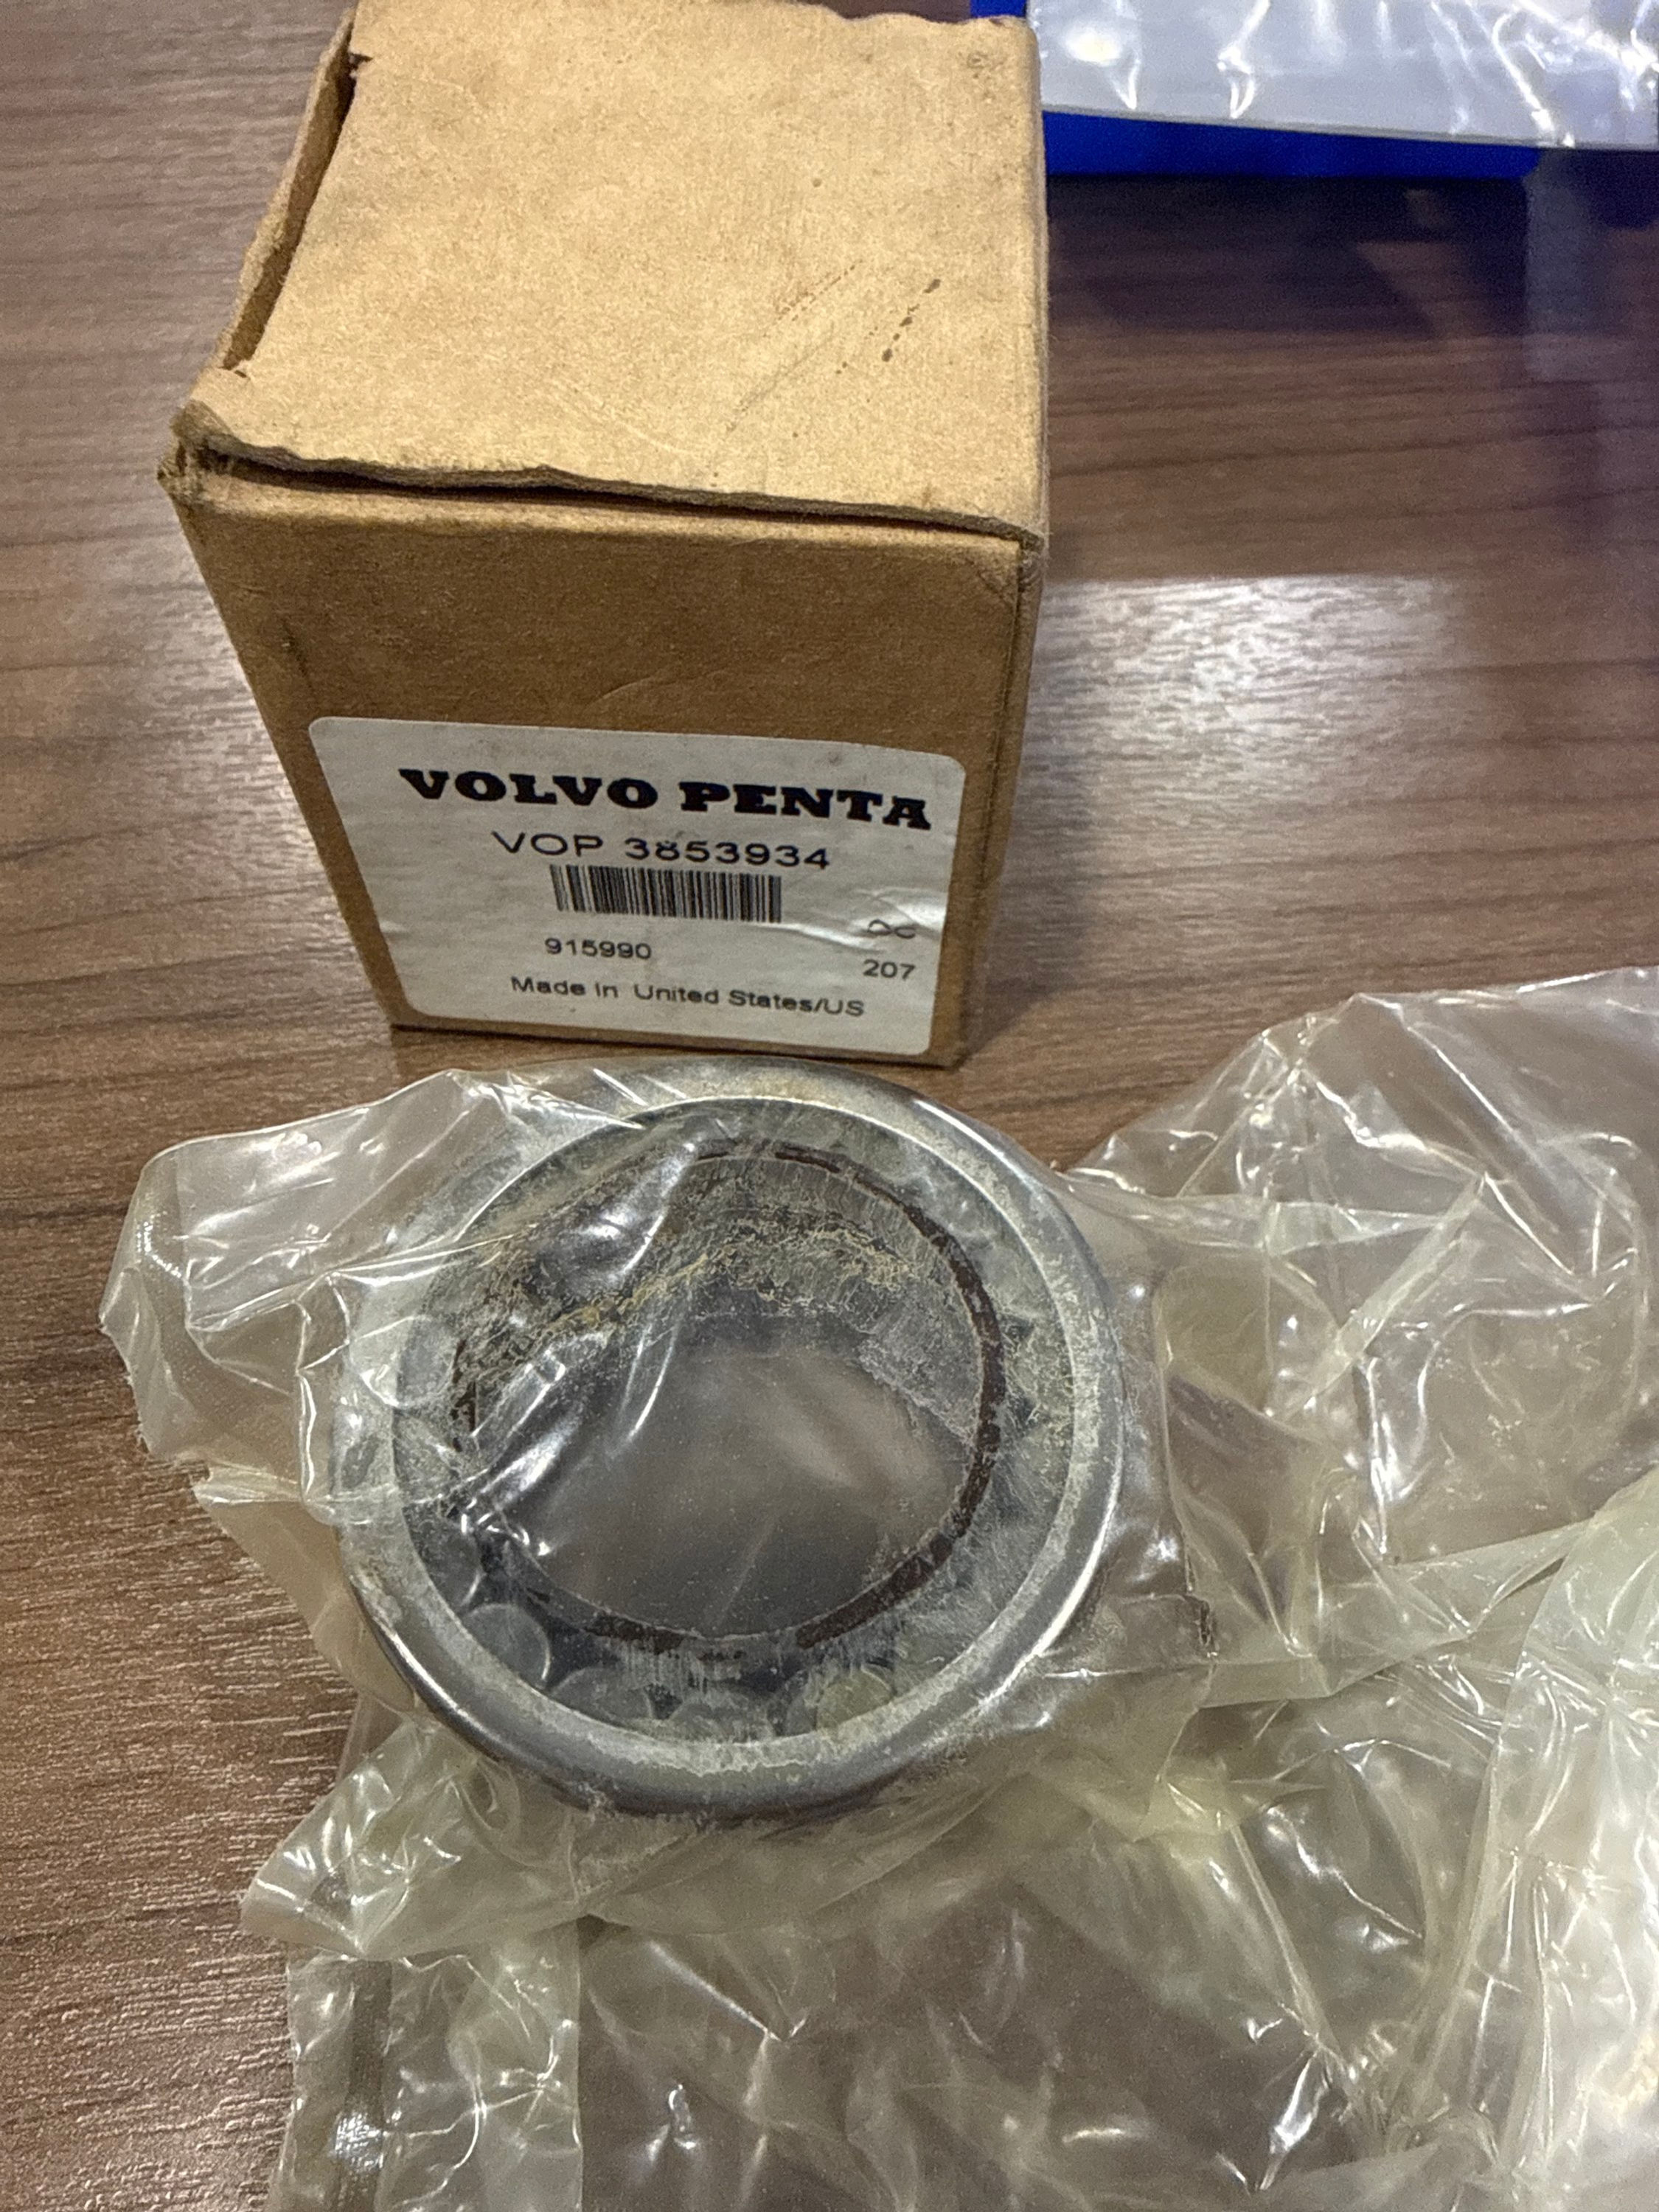 VOLVO PENTA
VOP 3853934
915990
207
Made in United States/US